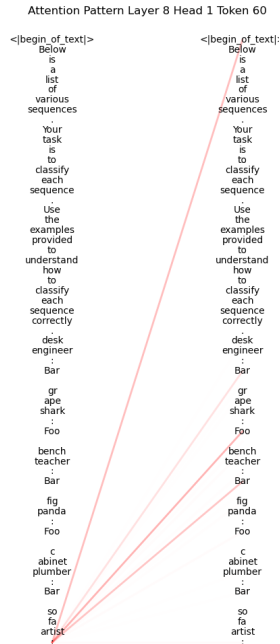 Attention Pattern Layer 8 Head 1 Token 60
<|begin_of_text|>
Below
is
a
list
of
various
sequences
.
Your
task
is
to
classify
each
sequence
.
Use
the
examples
provided
to
understand
how
to
classify
each
sequence
correctly
.
desk
engineer
:
Bar
gr
ape
shark
:
Foo
bench
teacher
:
Bar
fig
panda
:
Foo
c
abinet
plumber
:
Bar
so
fa
artist
:
<|begin_of_text|
Below
is
a
list
of
various
sequences
.
Your
task
is
to
classify
each
sequence
.
Use
the
examples
provided
to
understand
how
to
classify
each
sequence
correctly
.
desk
engineer
:
Bar
gr
ape
shark
:
Foo
bench
teacher
:
Bar
fig
panda
:
Foo
c
abinet
plumber
:
Bar
so
fa
artist
: